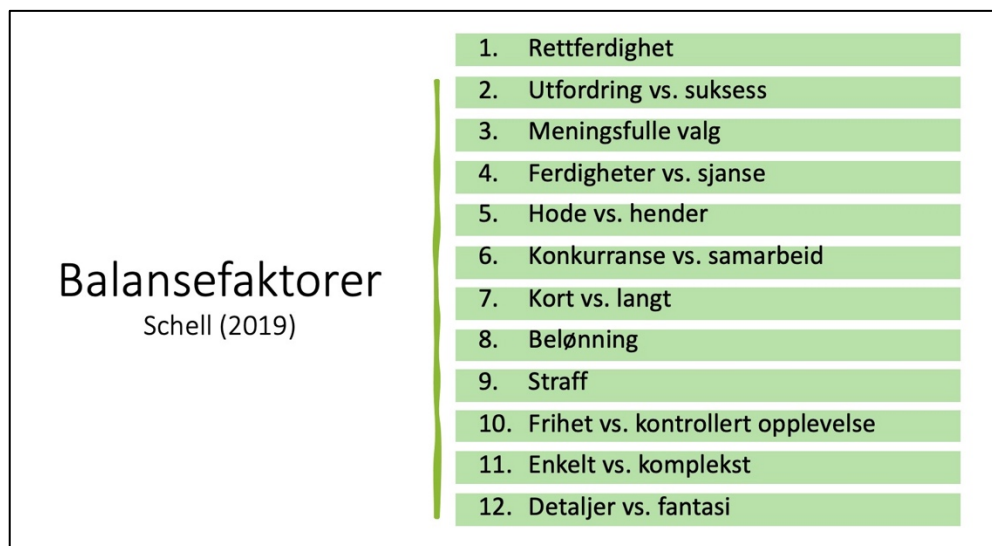 Balansefaktorer
Schell (2019)
1. Rettferdighet
2. Utfordring vs. suksess
3. Meningsfulle valg
4. Ferdigheter vs. sjanse
5. Hode vs. hender
6. Konkurranse vs. samarbeid
7. Kort vs. langt
8. Belønning
9. Straff
10. Frihet vs. kontrollert opplevelse
11. Enkelt vs. komplekst
12. Detaljer vs. fantasi